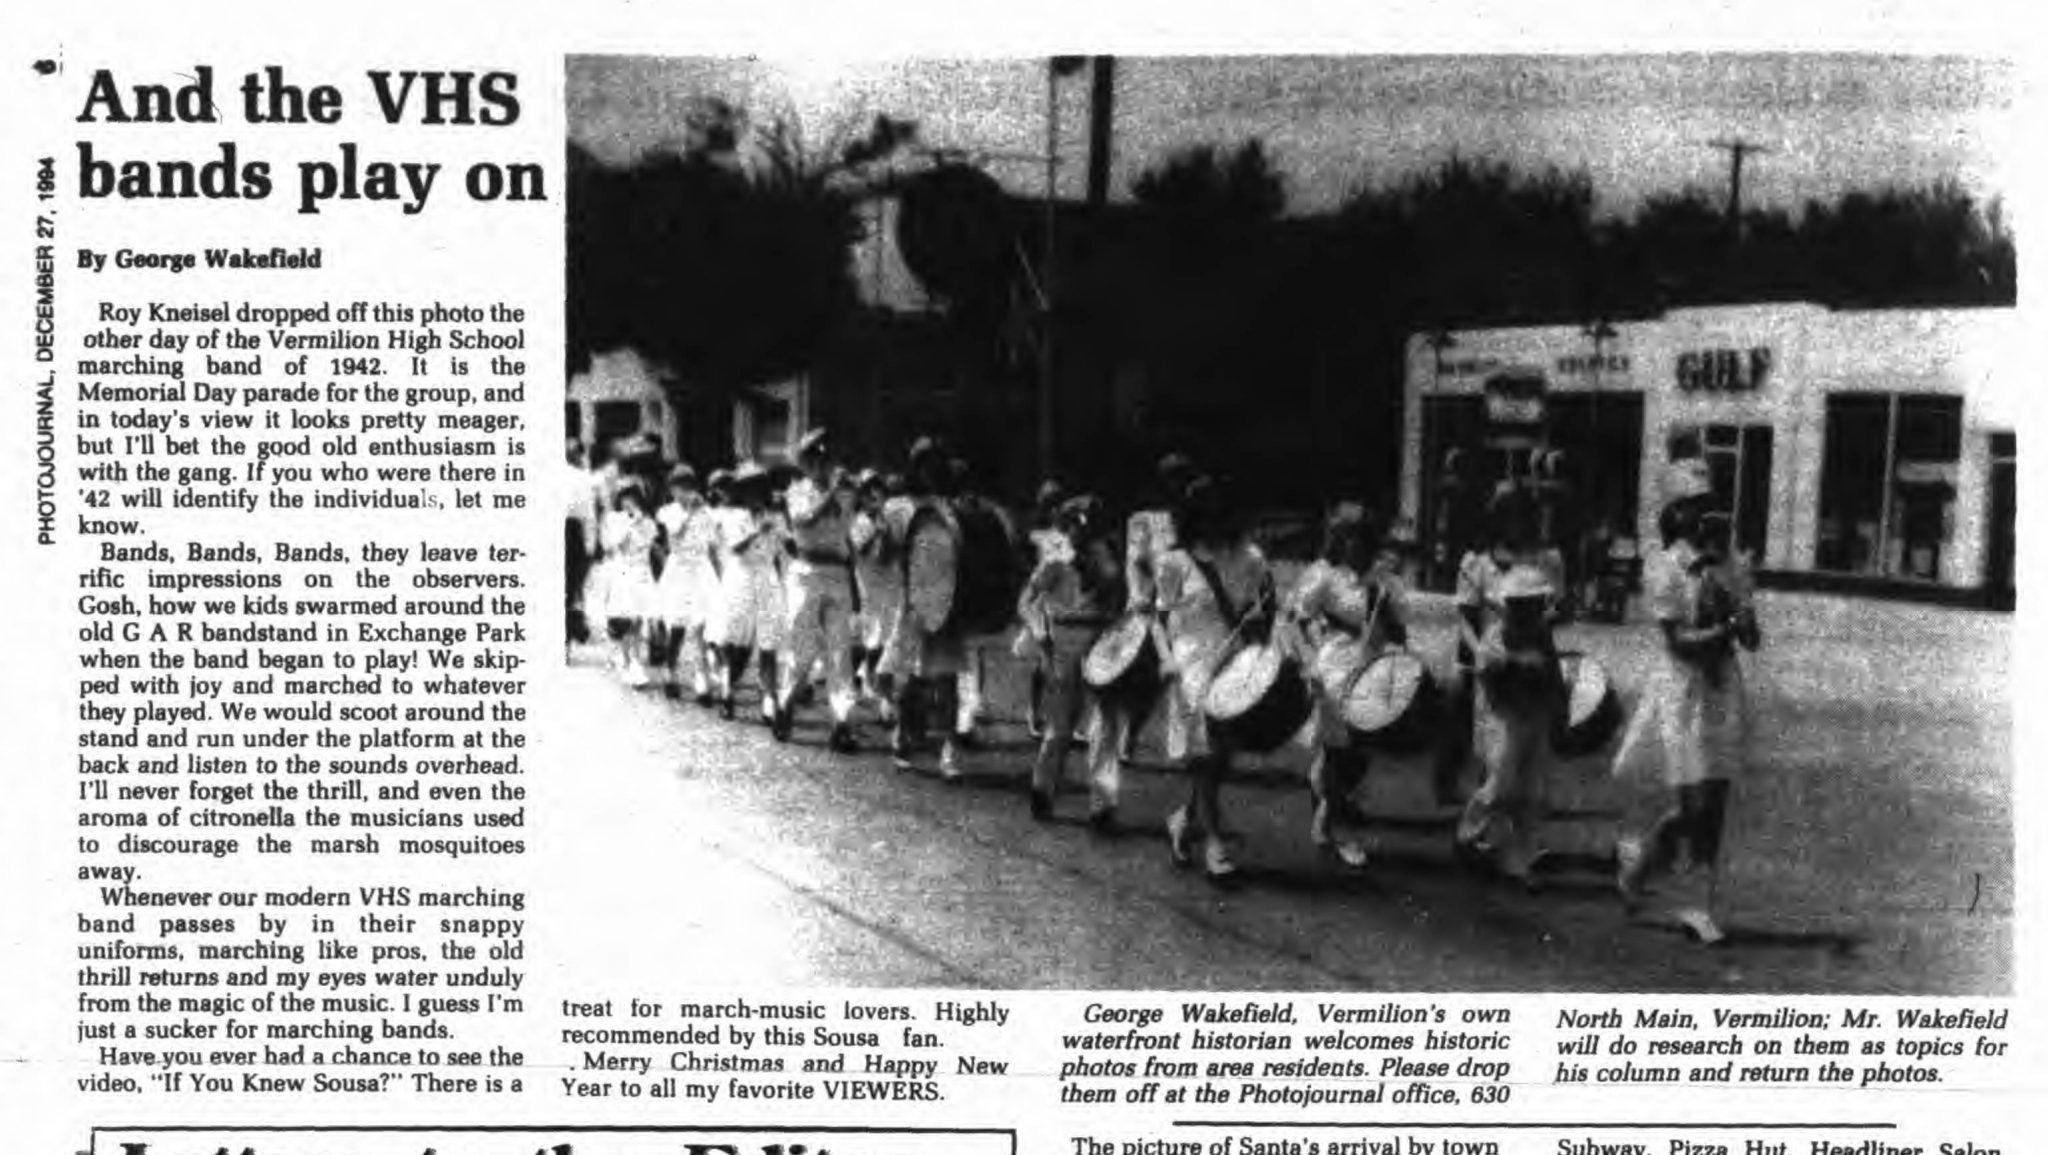 6
PHOTOJOURNAL, DECEMBER 27, 1994
And the VHS
bands play on
By George Wakefield
Roy Kneisel dropped off this photo the
other day of the Vermilion High School
marching band of 1942. It is the
Memorial Day parade for the group, and
in today's view it looks pretty meager,
but I'll bet the good old enthusiasm is
with the gang. If you who were there in
'42 will identify the individuals, let me
know.
Bands, Bands, Bands, they leave ter-
rific impressions on the observers.
Gosh, how we kids swarmed around the
old G A R bandstand in Exchange Park
when the band began to play! We skip-
ped with joy and marched to whatever
they played. We would scoot around the
stand and run under the platform at the
back and listen to the sounds overhead.
I'll never forget the thrill, and even the
aroma of citronella the musicians used
to discourage the marsh mosquitoes
away.
Whenever our modern VHS marching
band passes by in their snappy
uniforms, marching like pros, the old
thrill returns and my eyes water unduly
from the magic of the music. I guess I'm
just a sucker for marching bands.
Have you ever had a chance to see the
video, "If You Knew Sousa?" There is a
treat for march-music lovers. Highly
recommended by this Sousa fan.
Merry Christmas and Happy New
Year to all my favorite VIEWERS.
GULF
George Wakefield, Vermilion's own
waterfront historian welcomes historic
photos from area residents. Please drop
them off at the Photojournal office, 630
North Main, Vermilion; Mr. Wakefield
will do research on them as topics for
his column and return the photos.
The picture of Santa's arrival by town
Subway, Pizza Hut, Headliner Salon,